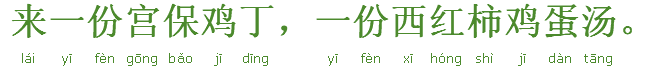 来一份宫保鸡丁，一份西红柿鸡蛋汤。
lái yī fèn gōng bǎo jī dīng yī fèn xī hóng shì jī dàn tāng